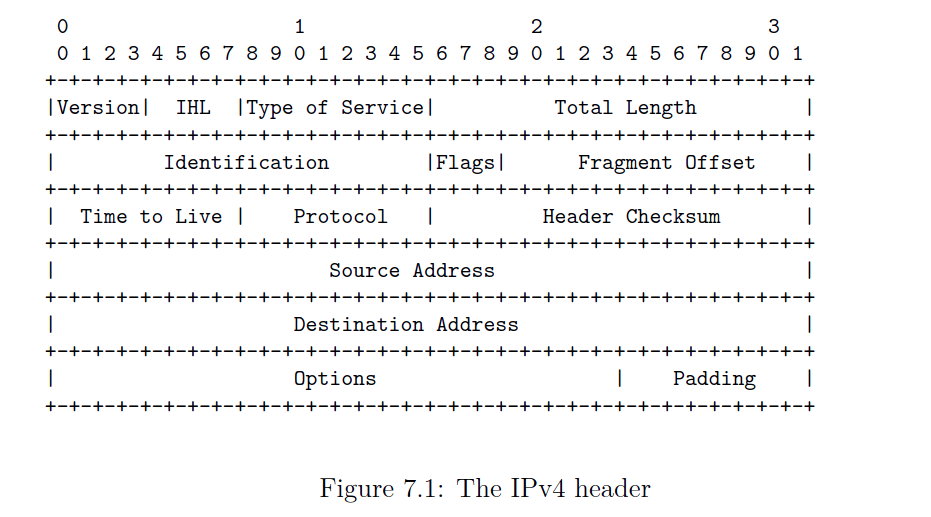 0                   1                   2                   3
 0 1 2 3 4 5 6 7 8 9 0 1 2 3 4 5 6 7 8 9 0 1 2 3 4 5 6 7 8 9 0 1
+-+-+-+-+-+-+-+-+-+-+-+-+-+-+-+-+-+-+-+-+-+-+-+-+-+-+-+-+-+-+-+-+
|Version|  IHL  |Type of Service|          Total Length         |
+-+-+-+-+-+-+-+-+-+-+-+-+-+-+-+-+-+-+-+-+-+-+-+-+-+-+-+-+-+-+-+-+
|         Identification        |Flags|      Fragment Offset    |
+-+-+-+-+-+-+-+-+-+-+-+-+-+-+-+-+-+-+-+-+-+-+-+-+-+-+-+-+-+-+-+-+
|  Time to Live |    Protocol   |         Header Checksum       |
+-+-+-+-+-+-+-+-+-+-+-+-+-+-+-+-+-+-+-+-+-+-+-+-+-+-+-+-+-+-+-+-+
|                       Source Address                          |
+-+-+-+-+-+-+-+-+-+-+-+-+-+-+-+-+-+-+-+-+-+-+-+-+-+-+-+-+-+-+-+-+
|                    Destination Address                        |
+-+-+-+-+-+-+-+-+-+-+-+-+-+-+-+-+-+-+-+-+-+-+-+-+-+-+-+-+-+-+-+-+
|                    Options                    |    Padding    |
+-+-+-+-+-+-+-+-+-+-+-+-+-+-+-+-+-+-+-+-+-+-+-+-+-+-+-+-+-+-+-+-+
Figure 7.1: The IPv4 header